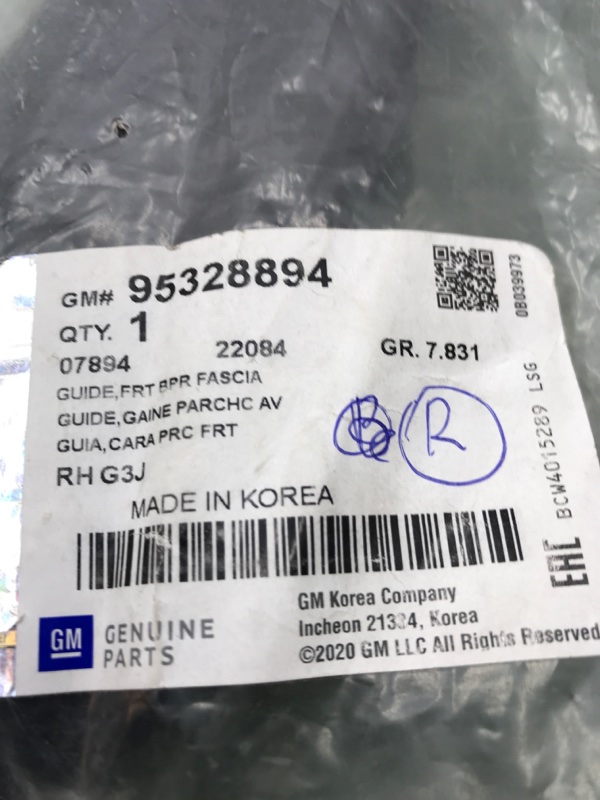 GM# 95328894
0B039973
QTY. 1
07894 22084 GR. 7.831
GUIDE,FRT BPR FASCIA
GUIDE,GAINE PARCHC AV
GUIA,CARA PRC FRT
R
RH G3J
MADE IN KOREA
BCW4015289 LSG
EAC
GM GENUINE
PARTS
GM Korea Company
Incheon 21334, Korea
©2020 GM LLC All Rights Reserved